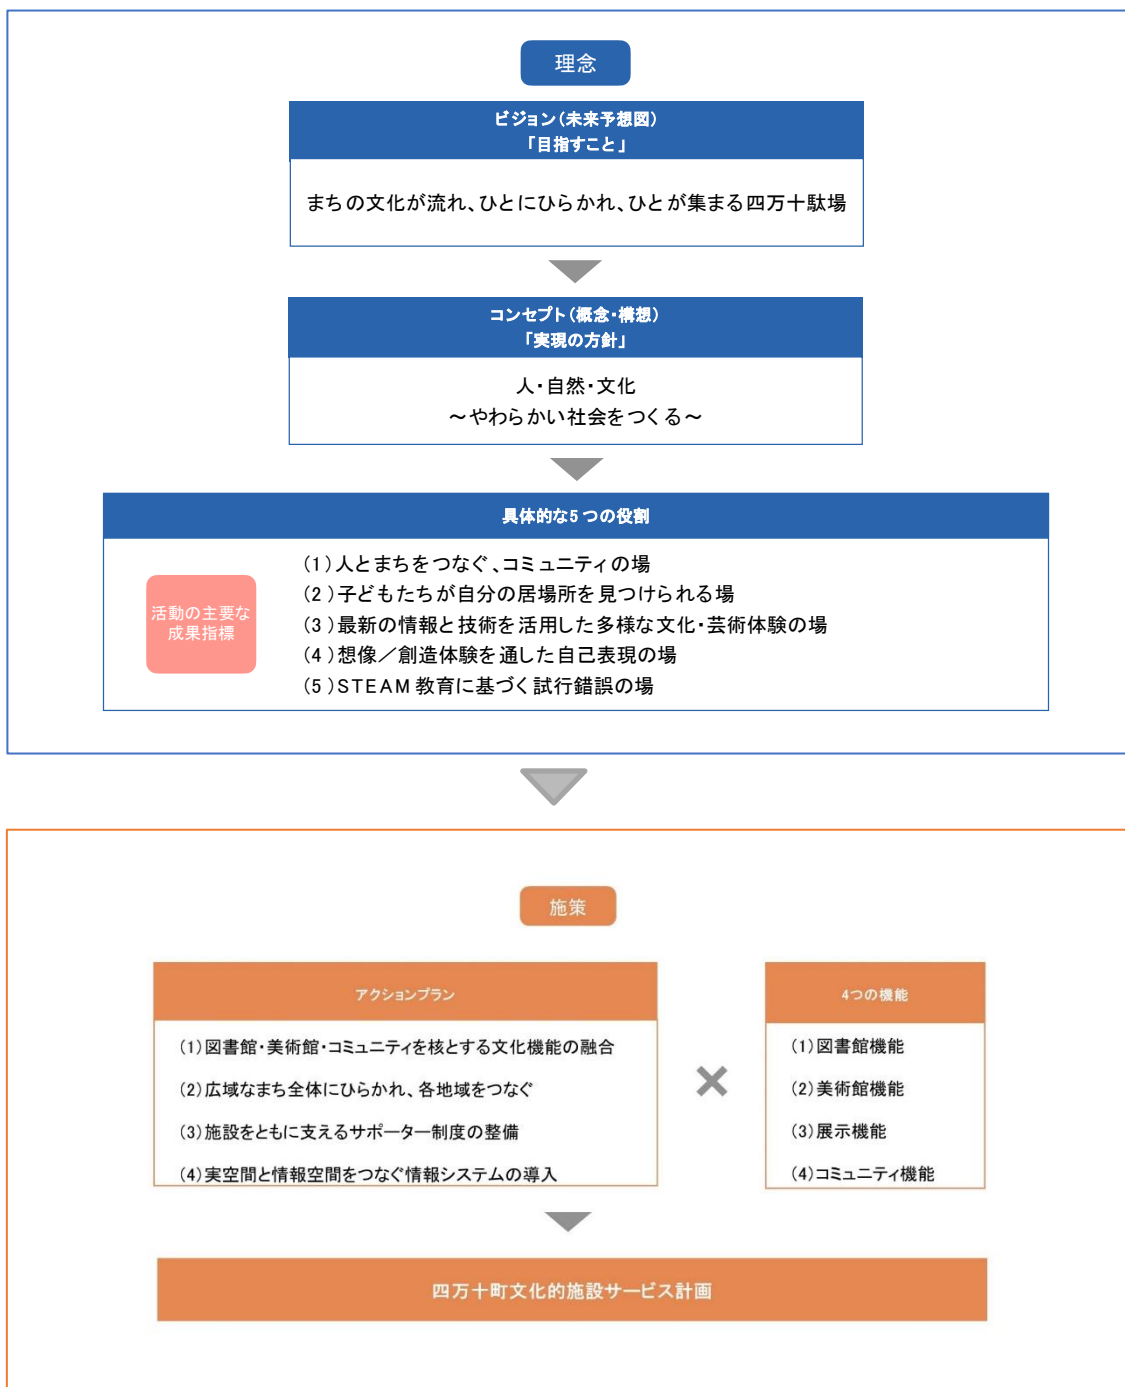 理念
ビジョン(未来予想図)
「目指すこと」
まちの文化が流れ、ひとにひらかれ、ひとが集まる四万十駄場
コンセプト(概念・構想)
「実現の方針」
人・自然・文化
～やわらかい社会をつくる～
具体的な5つの役割
活動の主要な
成果指標
(1)人とまちをつなぐ、コミュニティの場
(2)子どもたちが自分の居場所を見つけられる場
(3)最新の情報と技術を活用した多様な文化・芸術体験の場
(4)想像／創造体験を通した自己表現の場
(5)STEAM教育に基づく試行錯誤の場
施策
アクションプラン
(1)図書館・美術館・コミュニティを核とする文化機能の融合
(2)広域なまち全体にひらかれ、各地域をつなぐ
(3)施設をともに支えるサポーター制度の整備
(4)実空間と情報空間をつなぐ情報システムの導入
4つの機能
(1)図書館機能
(2)美術館機能
(3)展示機能
(4)コミュニティ機能
四万十町文化的施設サービス計画